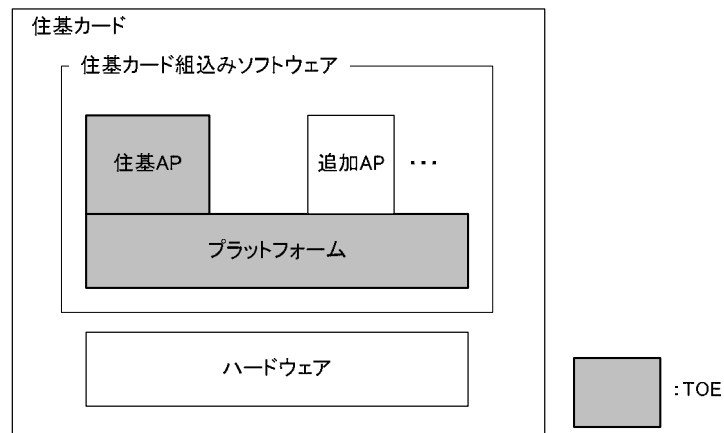 住基カード
住基カード組込みソフトウェア
住基AP
追加AP
・・・
プラットフォーム
ハードウェア
:TOE